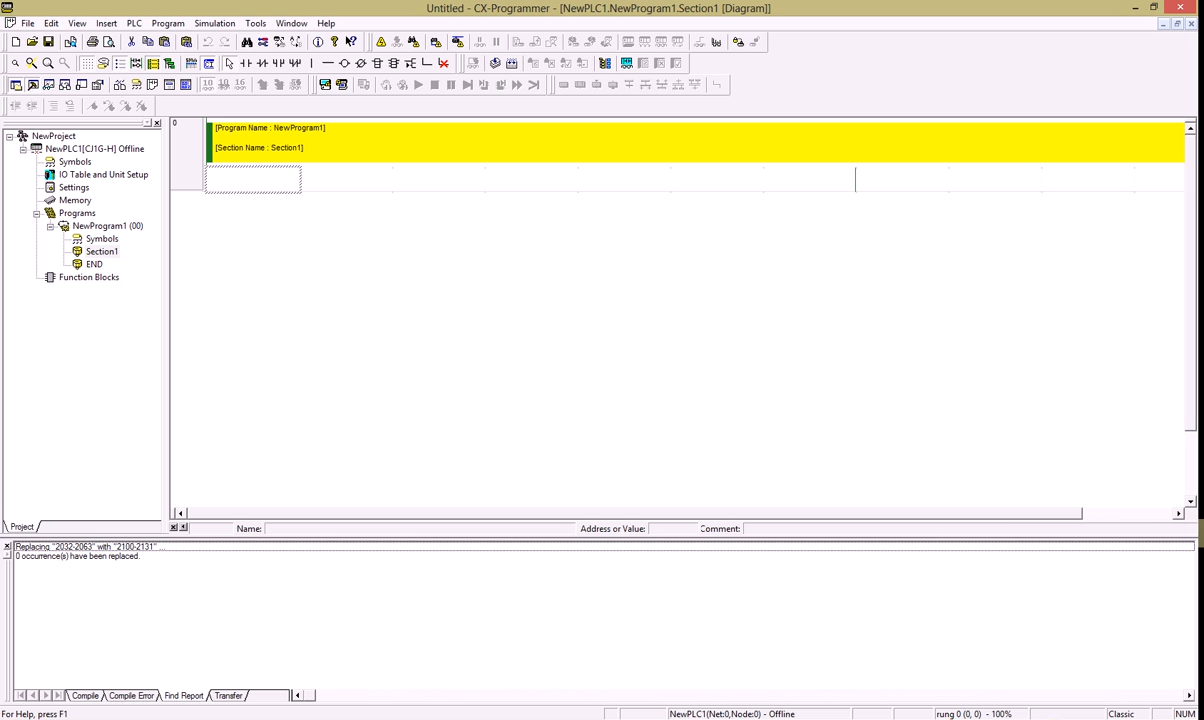 Untitled - CX-Programmer - [NewPLC1.NewProgram1.Section1 [Diagram]]
File Edit View Insert PLC Program Simulation Tools Window Help
10 10 16
NewProject
NewPLC1[CJ1G-H] Offline
Symbols
IO Table and Unit Setup
Settings
Memory
Programs
NewProgram1 (00)
Symbols
Section1
END
Function Blocks
Project
0
[Program Name : NewProgram1]
[Section Name : Section1]
Name: Address or Value: Comment:
Replacing "2032-2063" with "2100-2131" ...
0 occurrence(s) have been replaced.
Compile Compile Error Find Report Transfer
For Help, press F1 NewPLC1(Net:0,Node:0) - Offline rung 0 (0, 0) - 100% Classic NUM